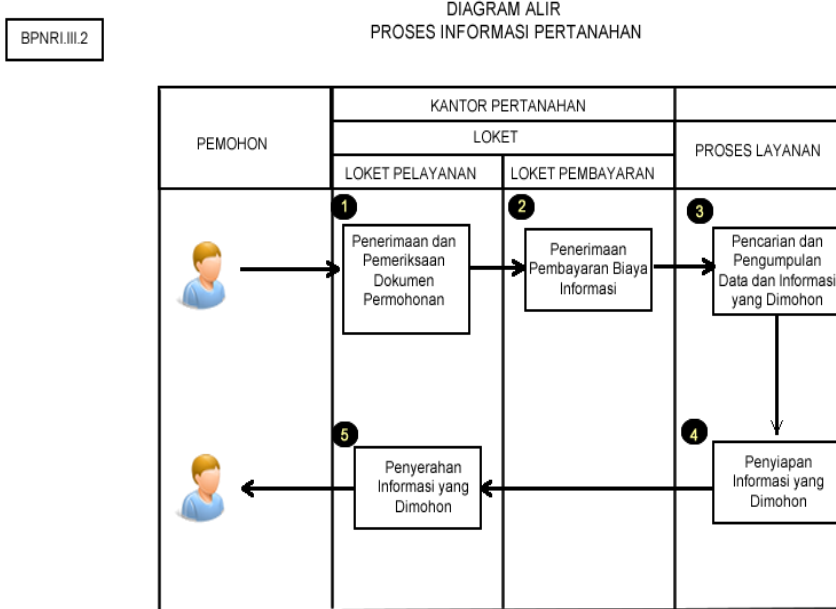 DIAGRAM ALIR
PROSES INFORMASI PERTANAHAN
BPNRI.III.2
PEMOHON
KANTOR PERTANAHAN
LOKET
PROSES LAYANAN
LOKET PELAYANAN
LOKET PEMBAYARAN
1
Penerimaan dan
Pemeriksaan
Dokumen
Permohonan
2
Penerimaan
Pembayaran Biaya
Informasi
3
Pencarian dan
Pengumpulan
Data dan Informasi
yang Dimohon
4
Penyiapan
Informasi yang
Dimohon
5
Penyerahan
Informasi yang
Dimohon